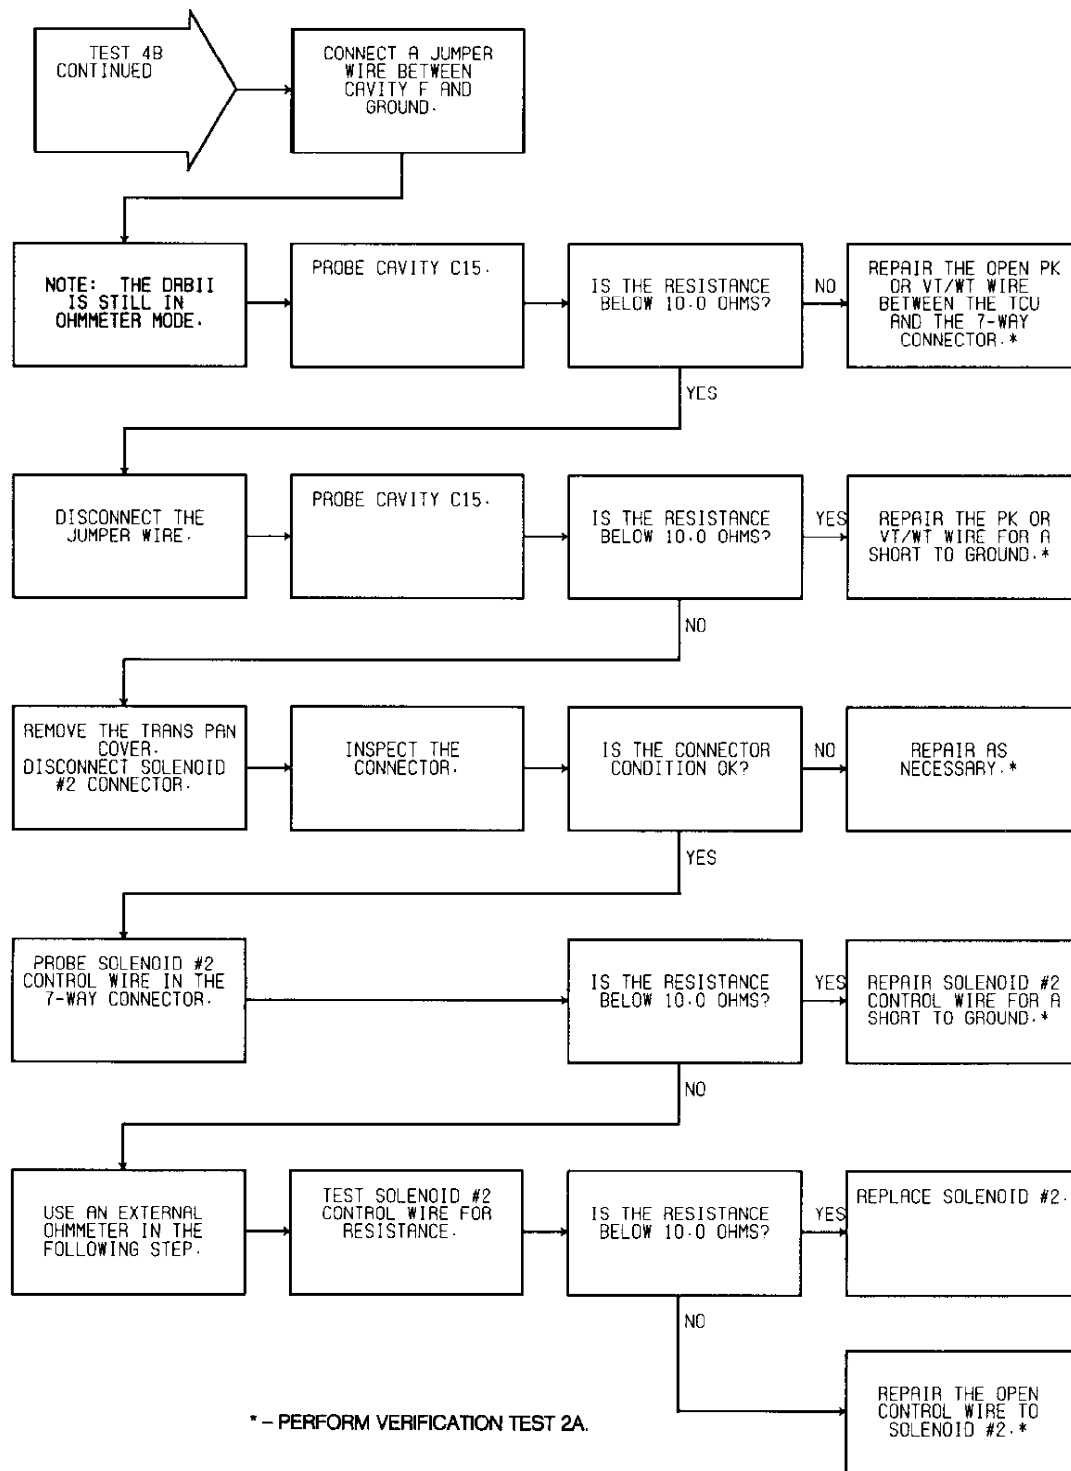 TEST 4B
CONTINUED
CONNECT A JUMPER
WIRE BETWEEN
CAVITY F AND
GROUND.
NOTE: THE DRBII
IS STILL IN
OHMMETER MODE.
PROBE CAVITY C15.
IS THE RESISTANCE
BELOW 10.0 OHMS?
NO
REPAIR THE OPEN PK
OR VT/WT WIRE
BETWEEN THE TCU
AND THE 7-WAY
CONNECTOR.*
YES
DISCONNECT THE
JUMPER WIRE.
PROBE CAVITY C15.
IS THE RESISTANCE
BELOW 10.0 OHMS?
YES
REPAIR THE PK OR
VT/WT WIRE FOR A
SHORT TO GROUND.*
NO
REMOVE THE TRANS PAN
COVER.
DISCONNECT SOLENOID
#2 CONNECTOR.
INSPECT THE
CONNECTOR.
IS THE CONNECTOR
CONDITION OK?
NO
REPAIR AS
NECESSARY.*
YES
PROBE SOLENOID #2
CONTROL WIRE IN THE
7-WAY CONNECTOR.
IS THE RESISTANCE
BELOW 10.0 OHMS?
YES
REPAIR SOLENOID #2
CONTROL WIRE FOR A
SHORT TO GROUND.*
NO
USE AN EXTERNAL
OHMMETER IN THE
FOLLOWING STEP.
TEST SOLENOID #2
CONTROL WIRE FOR
RESISTANCE.
IS THE RESISTANCE
BELOW 10.0 OHMS?
YES
REPLACE SOLENOID #2.
NO
REPAIR THE OPEN
CONTROL WIRE TO
SOLENOID #2.*
* – PERFORM VERIFICATION TEST 2A.